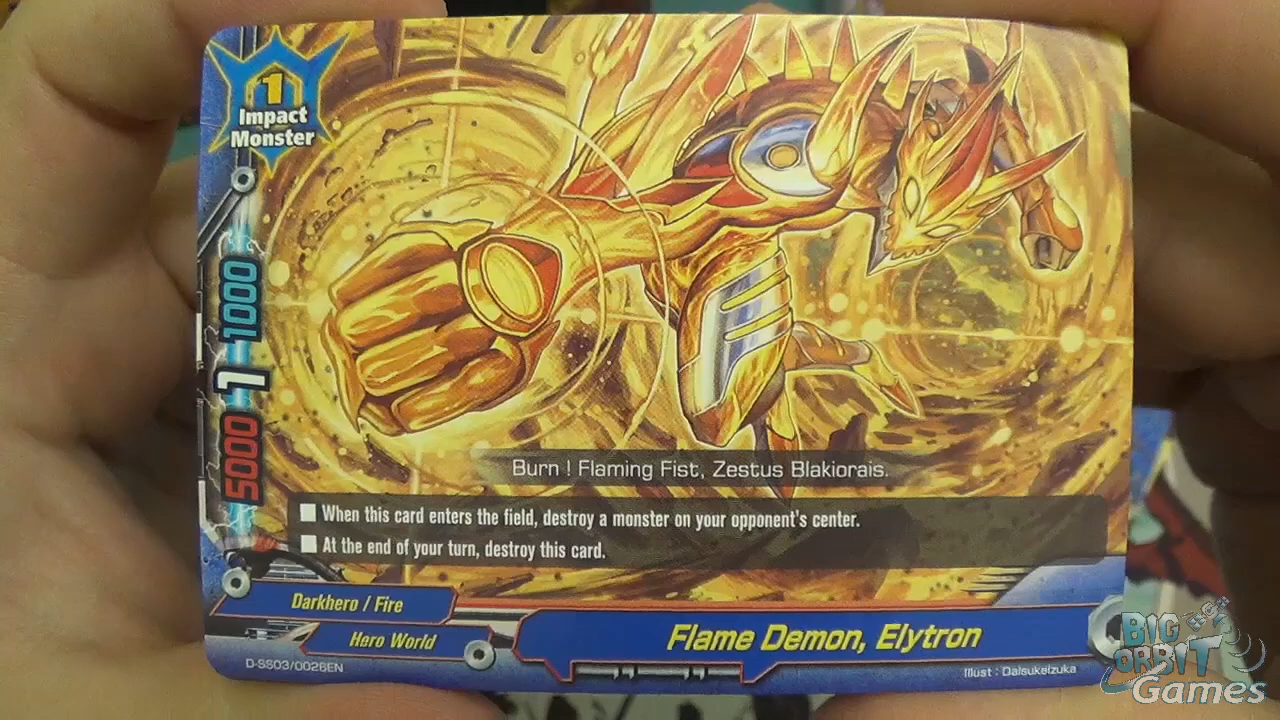 1
Impact
Monster
5000 1 1000
Burn ! Flaming Fist, Zestus Blakiorais.
■ When this card enters the field, destroy a monster on your opponent's center.
■ At the end of your turn, destroy this card.
Darkhero / Fire
Hero World
Flame Demon, Elytron
D-SS03/0026EN
Illust : DaisukeIzuka
BIG
ORBIT
Games